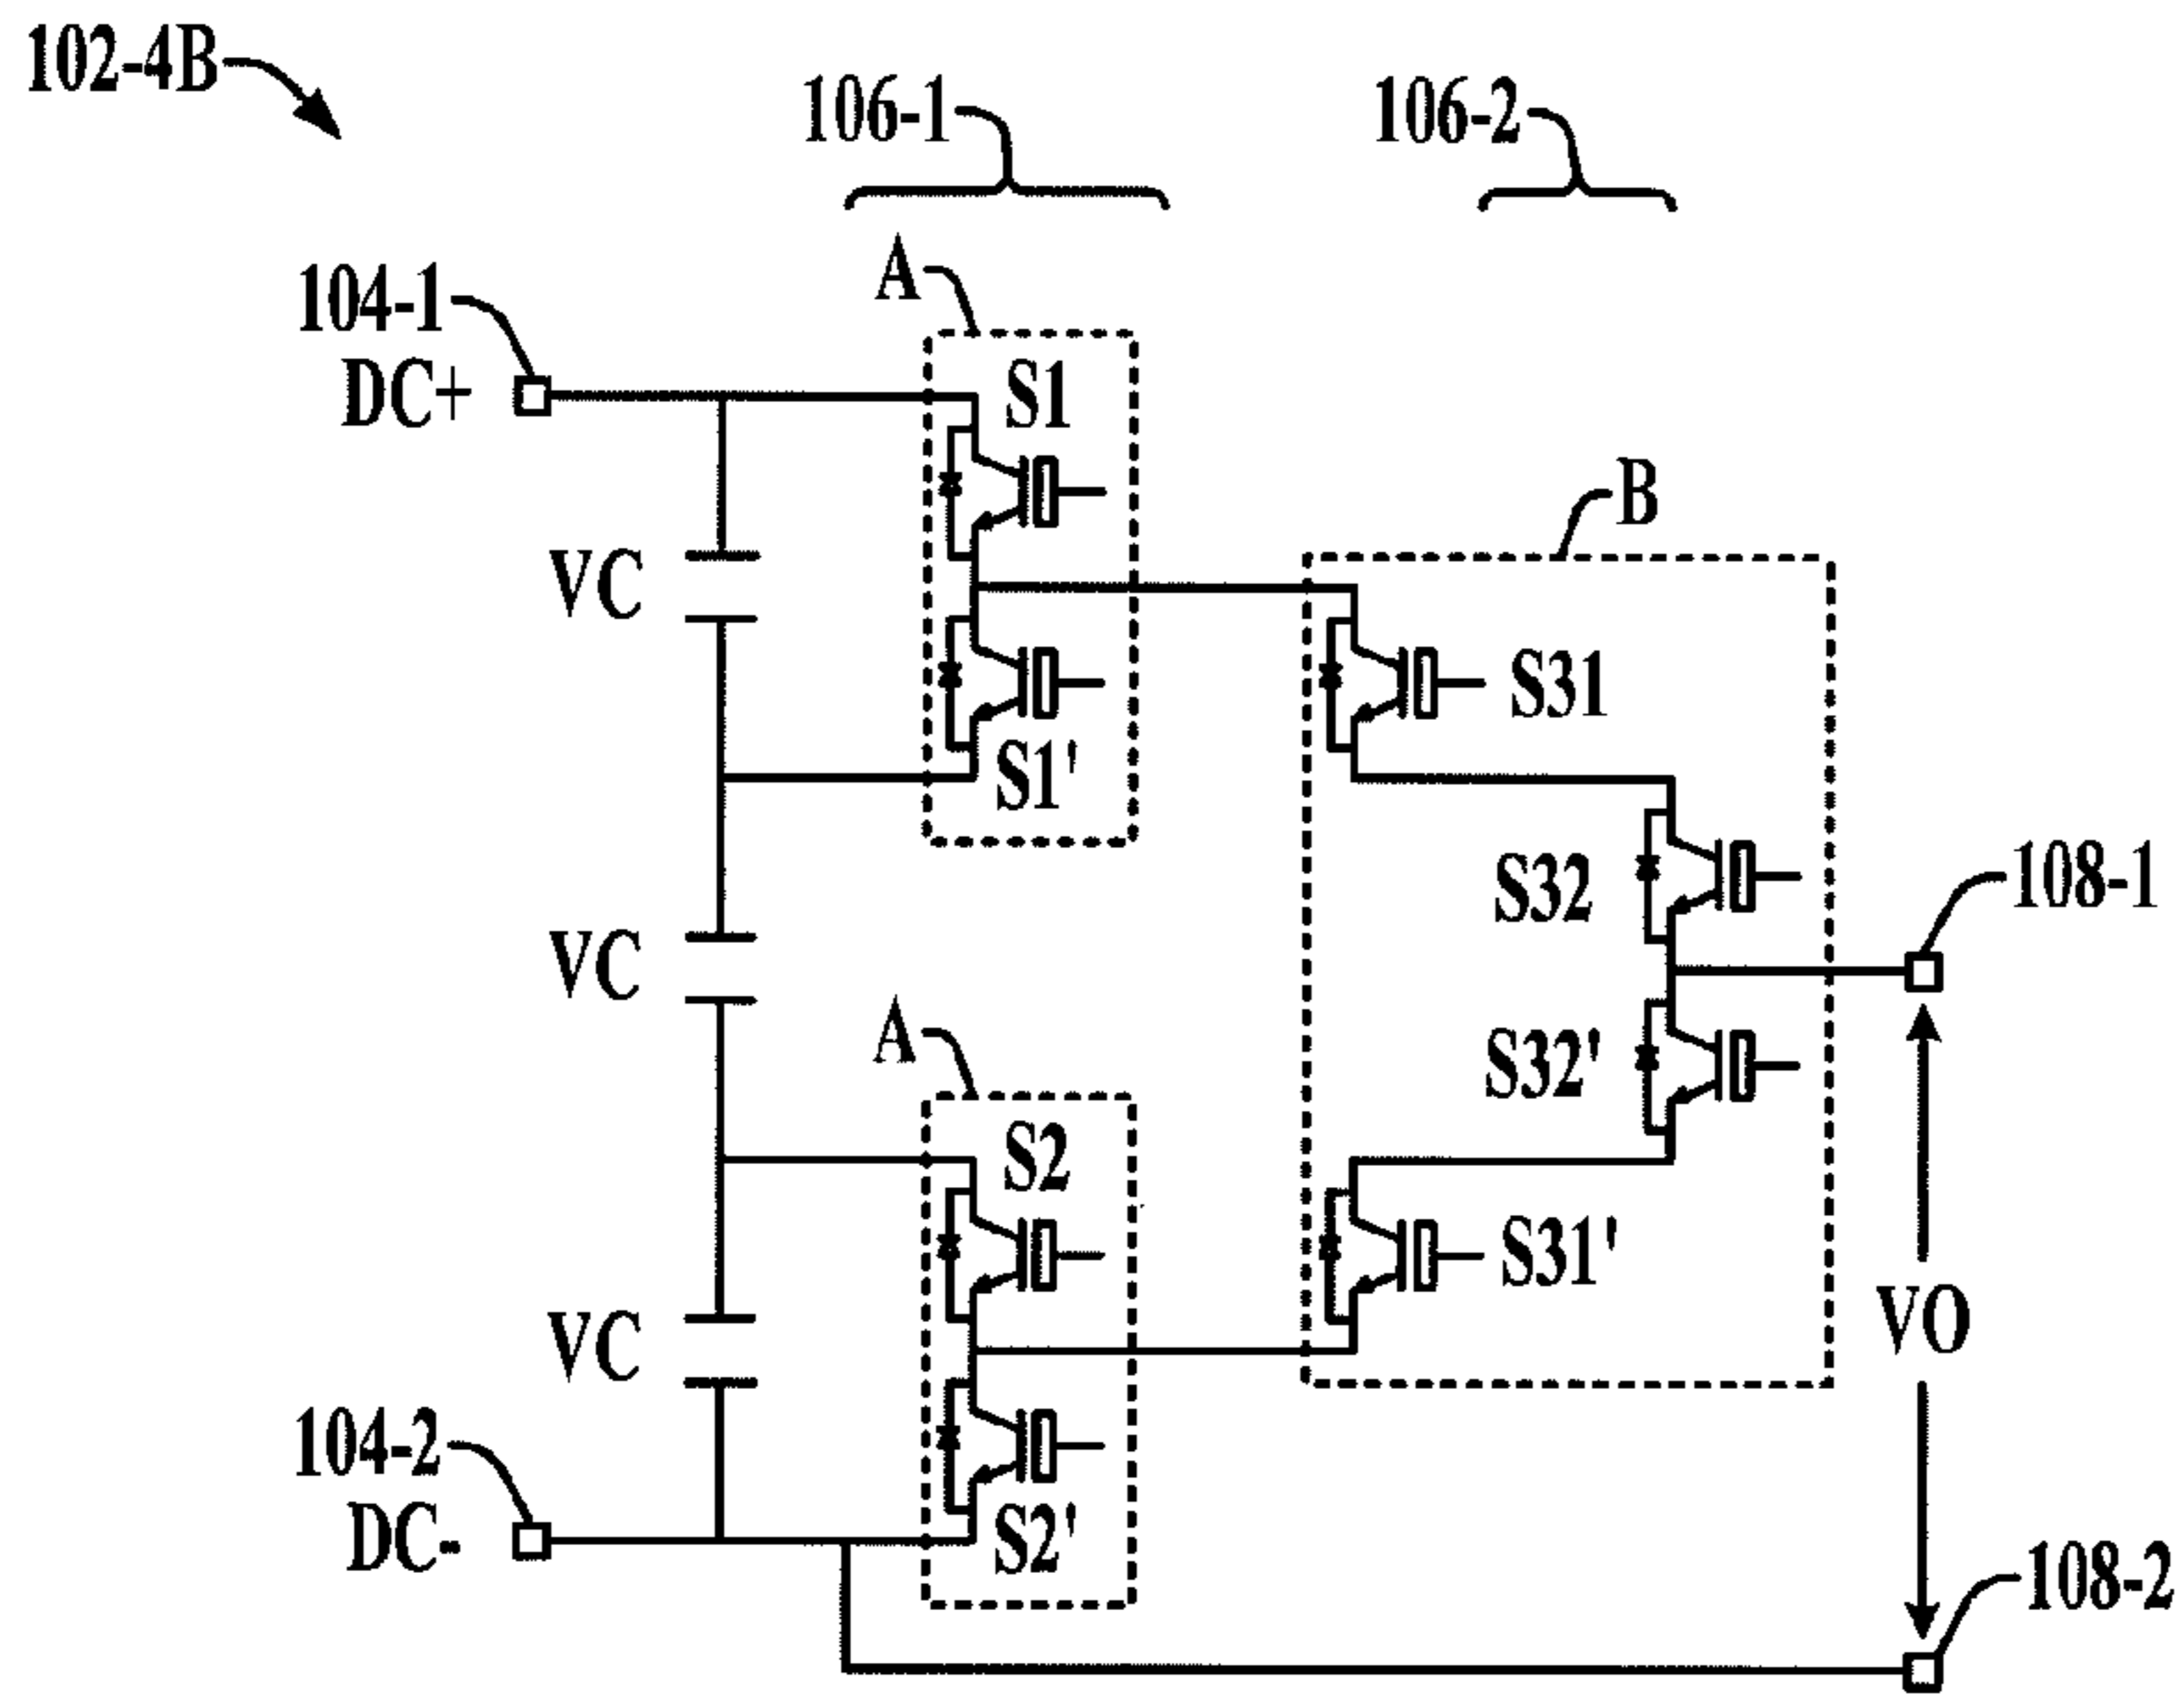 102-4B
106-1
106-2
A
104-1
DC+
S1
B
VC
S31
S1'
S32
108-1
VC
A
S32'
S2
S31'
VC
VO
104-2
DC-
S2'
108-2